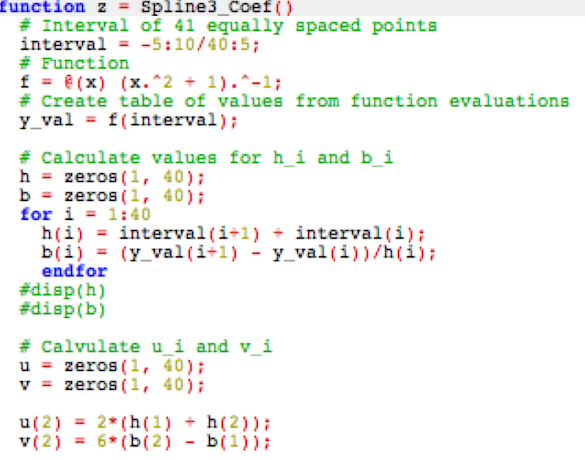 function z = Spline3_Coef()
# Interval of 41 equally spaced points
interval = -5:10/40:5;
# Function
f = @(x) (x.^2 + 1).^-1;
# Create table of values from function evaluations
y_val = f(interval);
# Calculate values for h_i and b_i
h = zeros(1, 40);
b = zeros(1, 40);
for i = 1:40
h(i) = interval(i+1) + interval(i);
b(i) = (y_val(i+1) - y_val(i))/h(i);
endfor
#disp(h)
#disp(b)
# Calvulate u_i and v_i
u = zeros(1, 40);
v = zeros(1, 40);
u(2) = 2*(h(1) + h(2));
v(2) = 6*(b(2) - b(1));